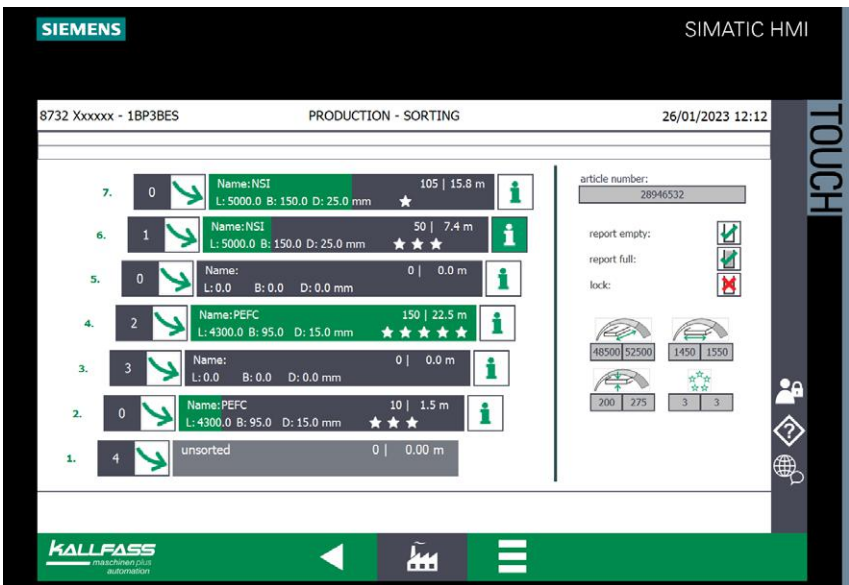 SIEMENS
SIMATIC HMI
TOUCH
8732 Xxxxxx - 1BP3BES PRODUCTION - SORTING 26/01/2023 12:12
7. 0 Name:NSI 105 | 15.8 m
L: 5000.0 B: 150.0 D: 25.0 mm
6. 1 Name:NSI 50 | 7.4 m
L: 5000.0 B: 150.0 D: 25.0 mm
5. 0 Name: 0 | 0.0 m
L: 0.0 B: 0.0 D: 0.0 mm
4. 2 Name:PEFC 150 | 22.5 m
L: 4300.0 B: 95.0 D: 15.0 mm
3. 3 Name: 0 | 0.0 m
L: 0.0 B: 0.0 D: 0.0 mm
2. 0 Name:PEFC 10 | 1.5 m
L: 4300.0 B: 95.0 D: 15.0 mm
1. 4 unsorted 0 | 0.00 m
article number:
28946532
report empty:
report full:
lock:
48500 52500 1450 1550
200 275 3 3
KALLFASS
maschinen plus
automation